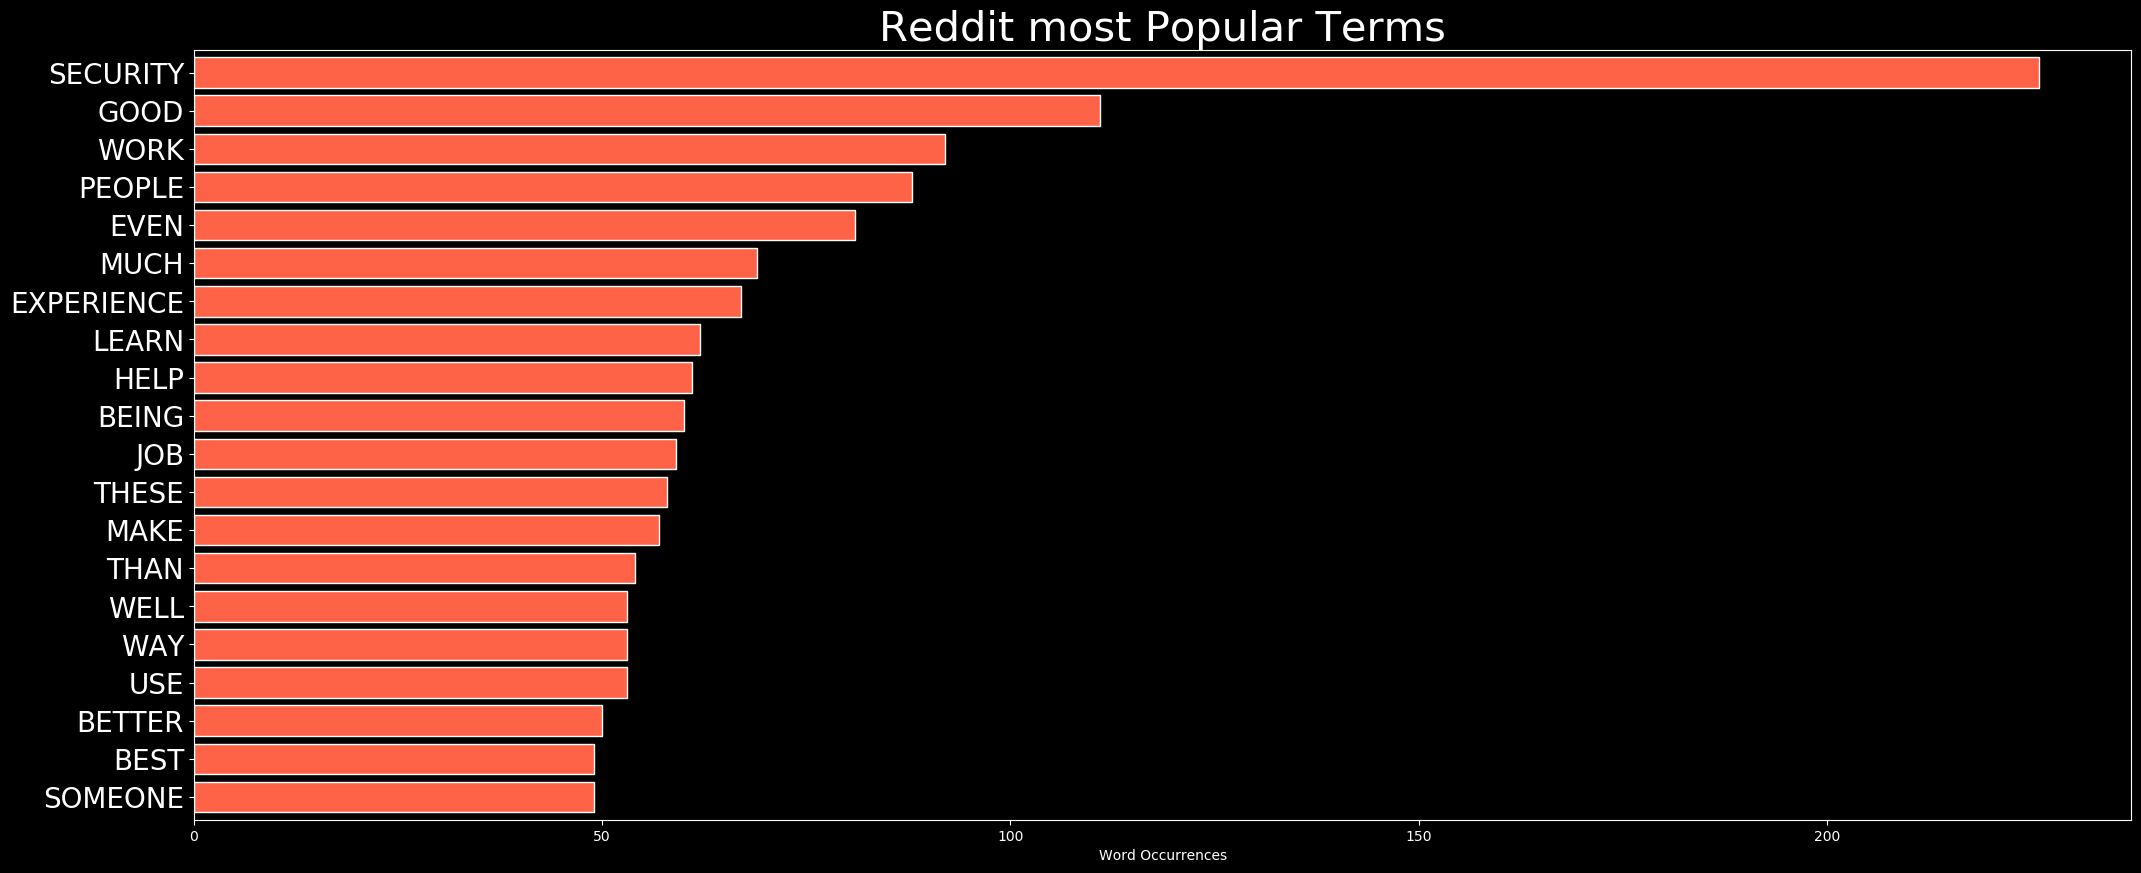 Reddit most Popular Terms
SECURITY
GOOD
WORK
PEOPLE
EVEN
MUCH
EXPERIENCE
LEARN
HELP
BEING
JOB
THESE
MAKE
THAN
WELL
WAY
USE
BETTER
BEST
SOMEONE
0 50 100 150 200
Word Occurrences